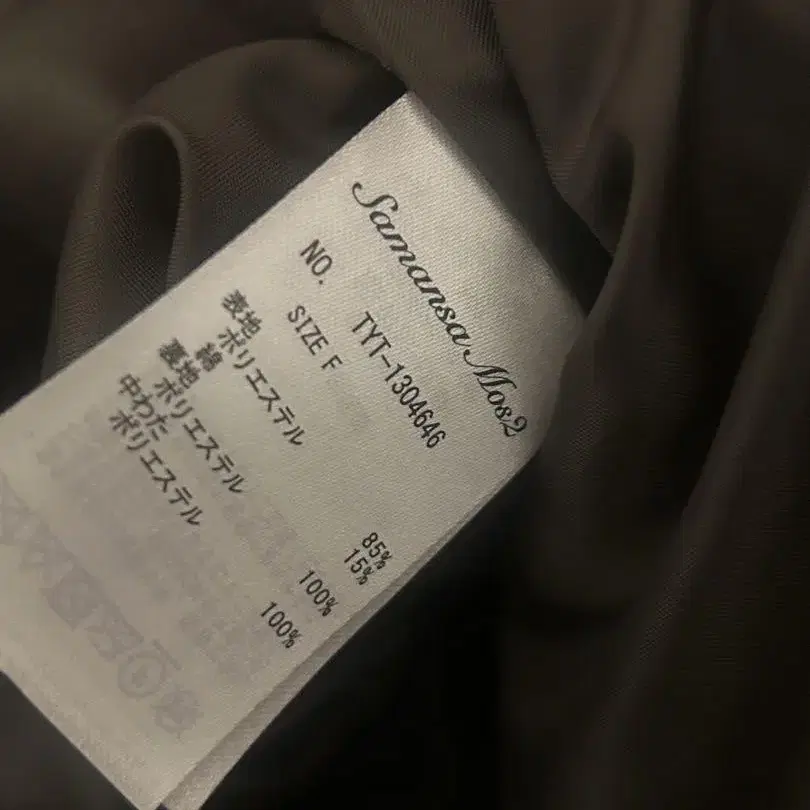 Samansa Mos2
NO. TYT-1304646
SIZE F
表地 ポリエステル 85%
綿 15%
裏地 ポリエステル 100%
中わた
ポリエステル 100%